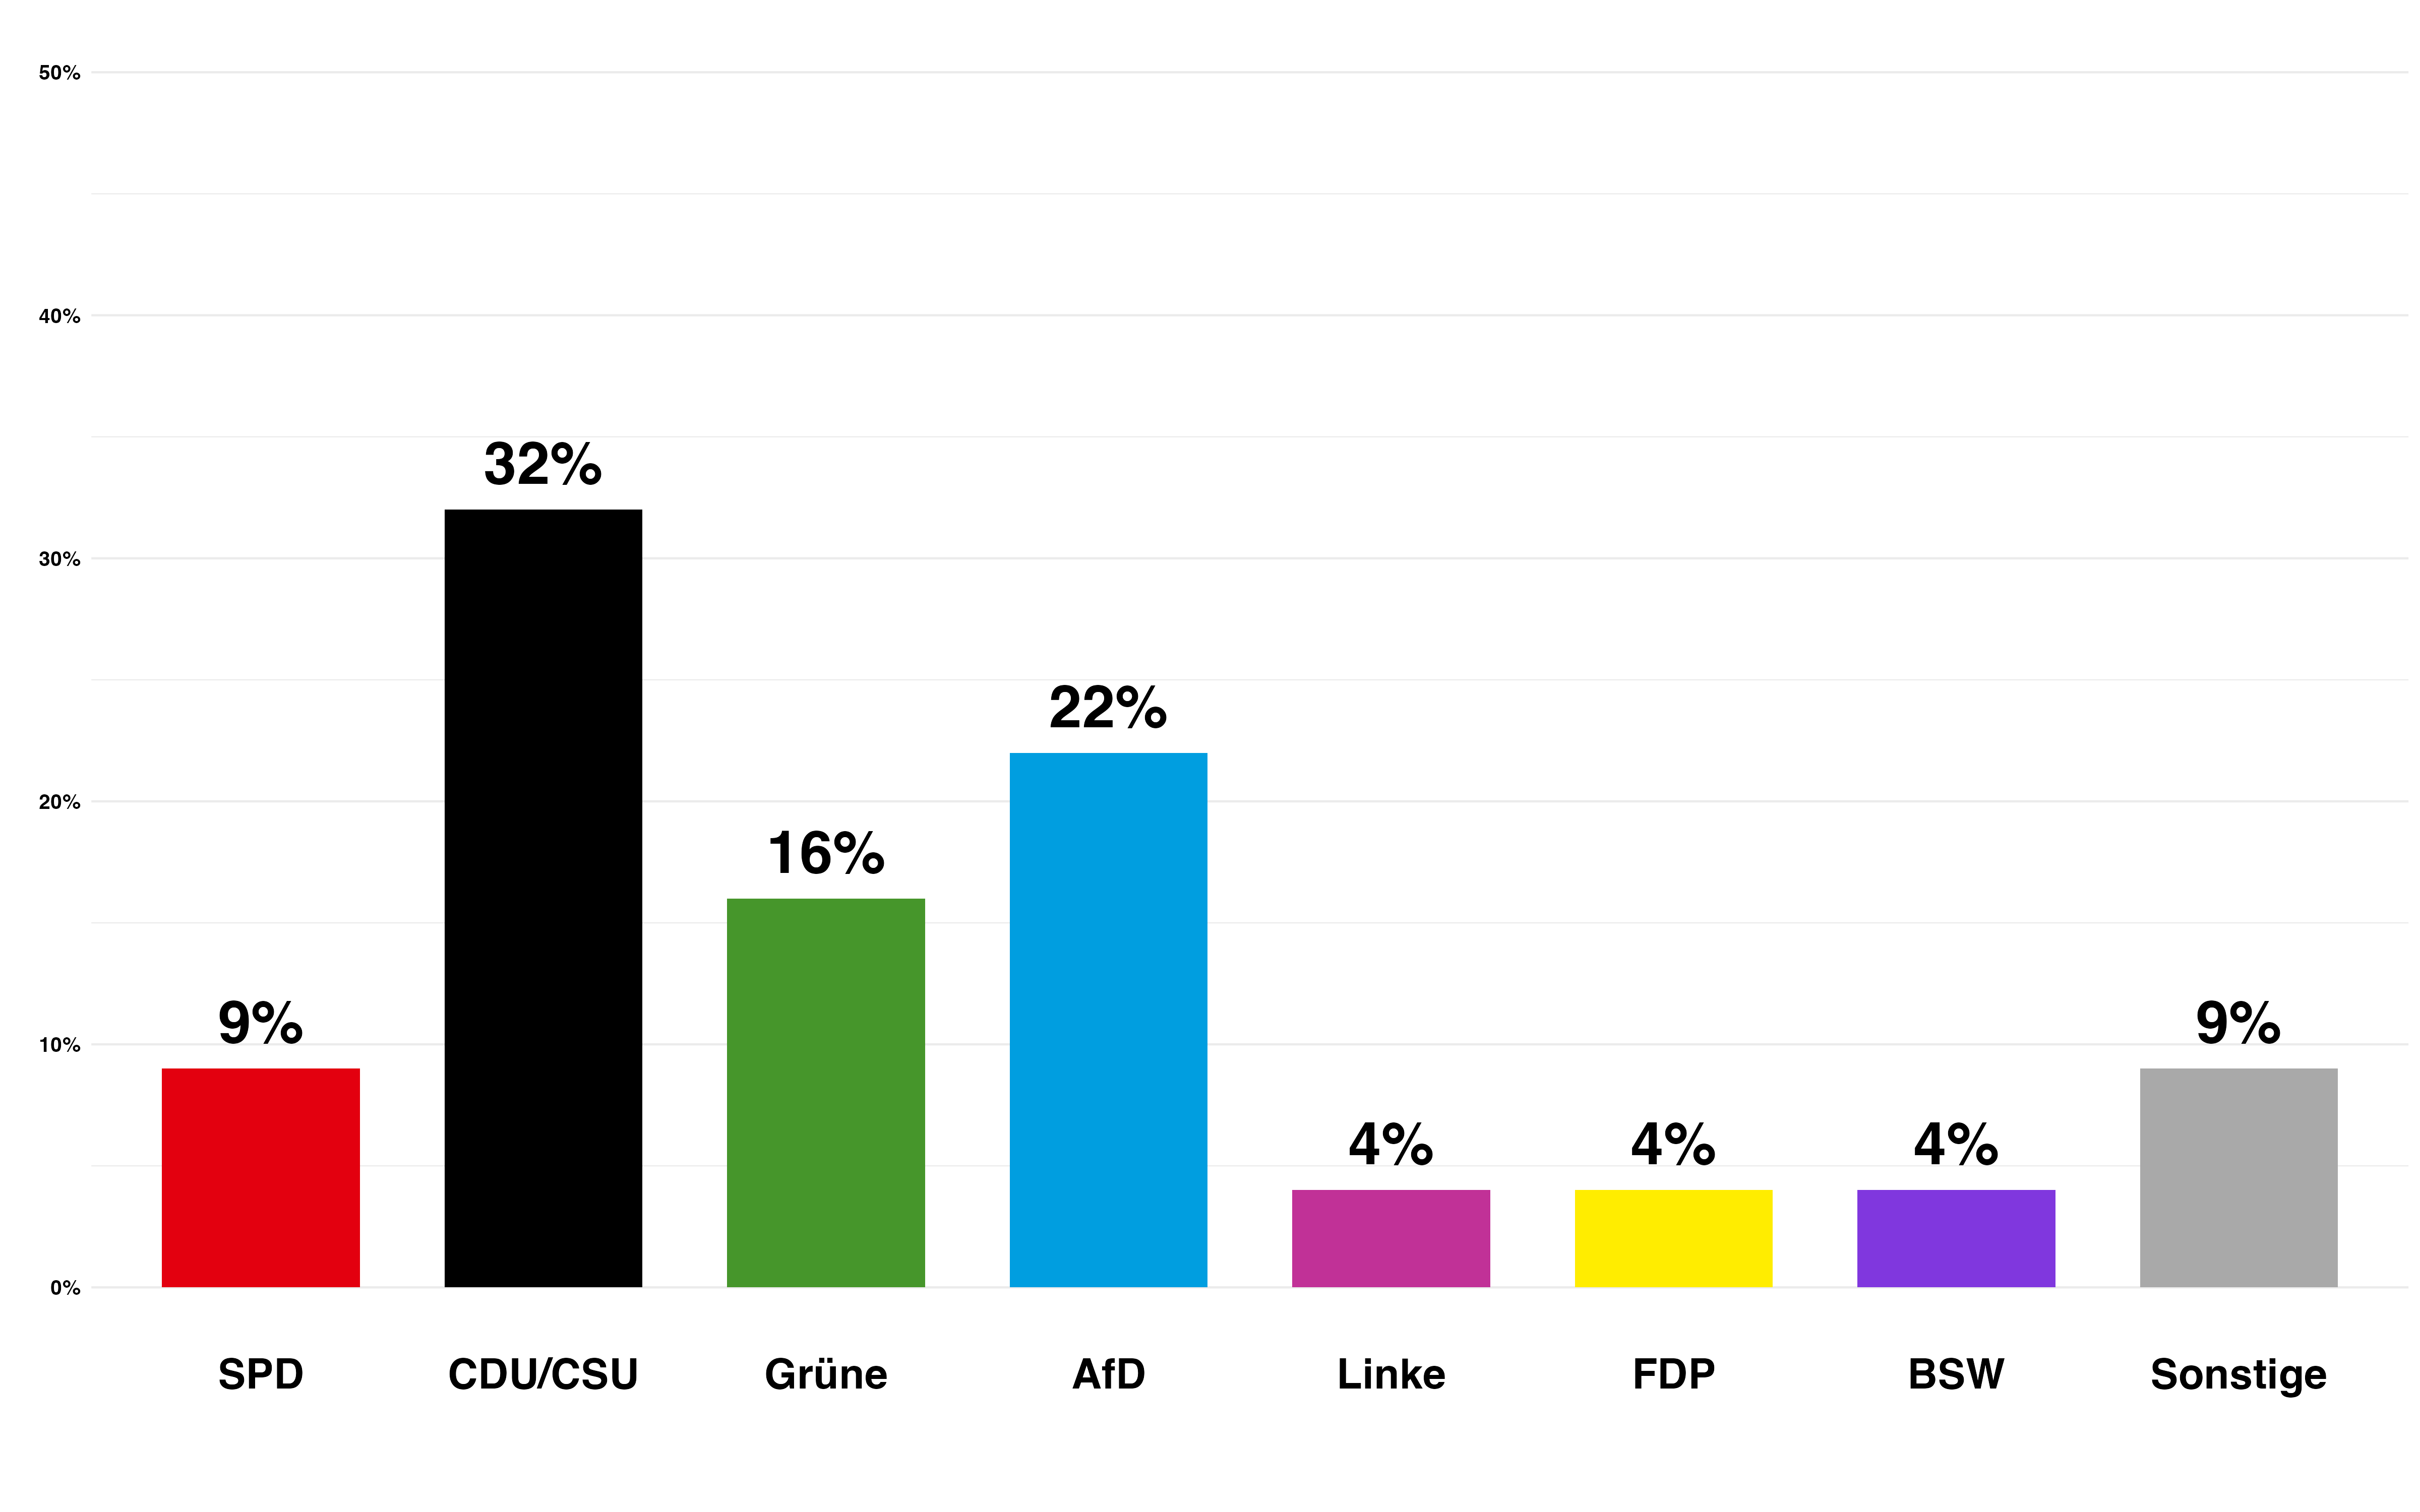 50%
40%
30%
20%
10%
0%
9%
32%
16%
22%
4%
4%
4%
9%
SPD
CDU/CSU
Grüne
AfD
Linke
FDP
BSW
Sonstige